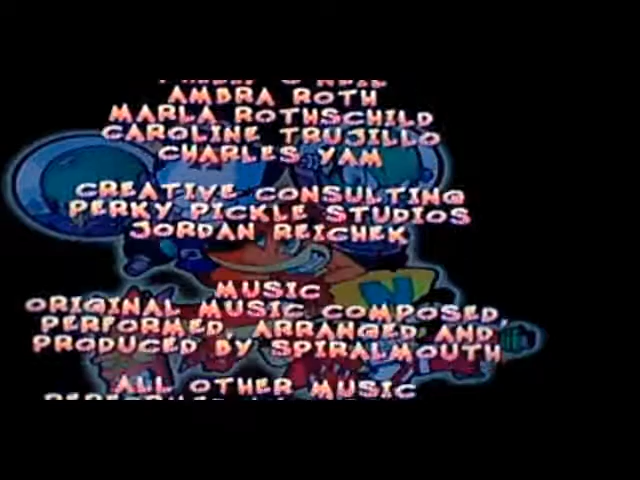 AMBRA ROTH
MARLA ROTHSCHILD
CAROLINE TRUJILLO
CHARLES YAM
CREATIVE CONSULTING
PERKY PICKLE STUDIOS
JORDAN REICHEK
MUSIC
ORIGINAL MUSIC COMPOSED,
PERFORMED, ARRANGED AND
PRODUCED BY SPIRALMOUTH
ALL OTHER MUSIC